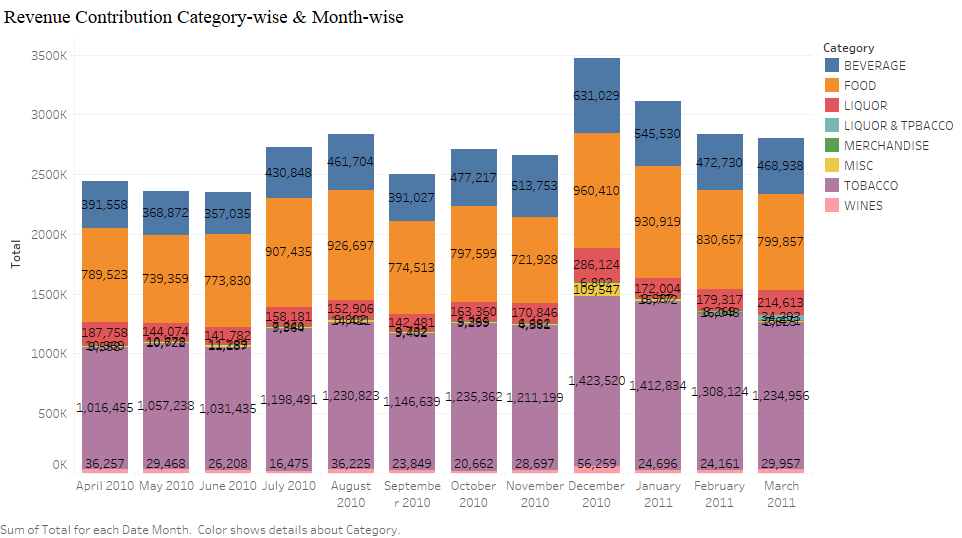 Revenue Contribution Category-wise & Month-wise
Category
BEVERAGE
FOOD
LIQUOR
LIQUOR & TPBACCO
MERCHANDISE
MISC
TOBACCO
WINES
Total
3500K
3000K
2500K
2000K
1500K
1000K
500K
0K
391,558 368,872 357,035 430,848 461,704 391,027 477,217 513,753 631,029 545,530 472,730 468,938
789,523 739,359 773,830 907,435 926,697 774,513 797,599 721,928 960,410 930,919 830,657 799,857
187,758 144,074 141,782 158,181 152,906 142,481 163,360 170,846 286,124 172,004 179,317 214,613
6,802
109,547
1,016,455 1,057,238 1,031,435 1,198,491 1,230,823 1,146,639 1,235,362 1,211,199 1,423,520 1,412,834 1,308,124 1,234,956
36,257 29,468 26,208 16,475 36,225 23,849 20,662 28,697 56,259 24,696 24,161 29,957
April 2010 May 2010 June 2010 July 2010 August Septembe October November December January February March
2010 r 2010 2010 2010 2010 2011 2011 2011
Sum of Total for each Date Month. Color shows details about Category.